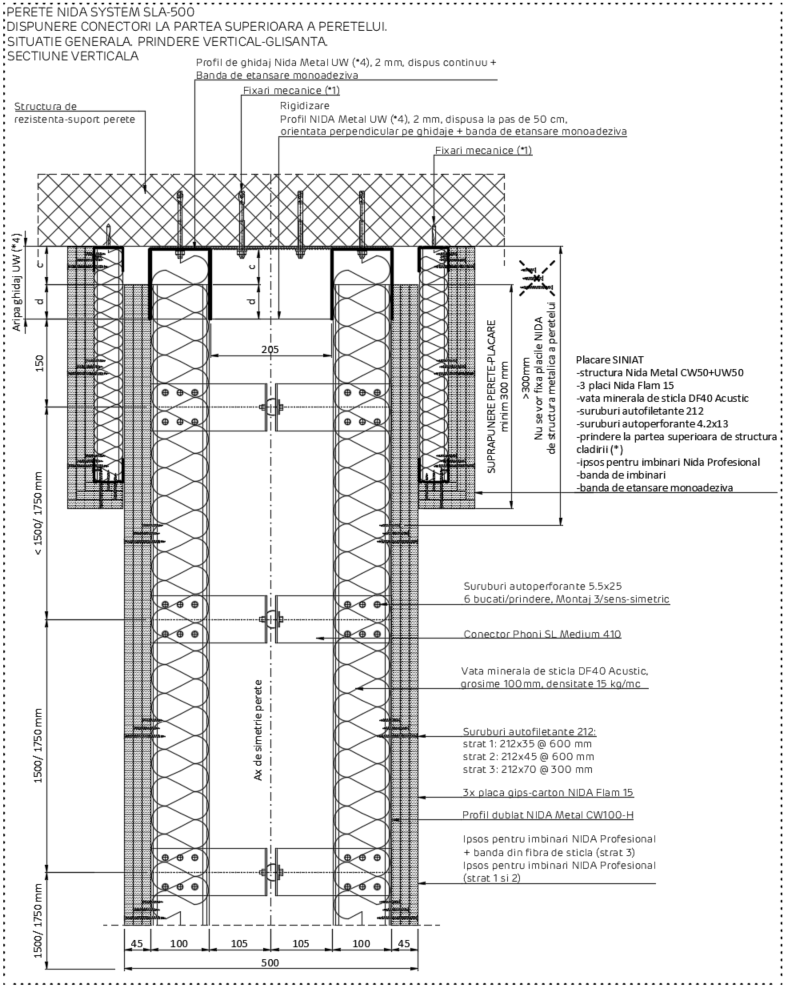 PERETE NIDA SYSTEM SLA-500
DISPUNERE CONECTORI LA PARTEA SUPERIOARA A PERETELUI.
SITUATIE GENERALA. PRINDERE VERTICAL-GLISANTA.
SECTIUNE VERTICALA
Profil de ghidaj Nida Metal UW (*4), 2 mm, dispus continuu +
Banda de etansare monoadeziva
Fixari mecanice (*1)
Structura de
rezistenta-suport perete
Rigidizare
Profil NIDA Metal UW (*4), 2 mm, dispusa la pas de 50 cm,
orientata perpendicular pe ghidaje + banda de etansare monoadeziva
Fixari mecanice (*1)
Aripa ghidaj UW (*4)
c
d
c
d
150
205
< 1500/ 1750 mm
1500/ 1750 mm
1500/ 1750 mm
SUPRAPUNERE PERETE-PLACARE
minim 300 mm
>300mm
Nu se vor fixa placile NIDA
de structura metalica a peretelui
Placare SINIAT
-structura Nida Metal CW50+UW50
-3 placi Nida Flam 15
-vata minerala de sticla DF40 Acustic
-suruburi autofiletante 212
-suruburi autoperforante 4.2x13
-prindere la partea superioara de structura
cladirii (*)
-ipsos pentru imbinari Nida Profesional
-banda de imbinari
-banda de etansare monoadeziva
Suruburi autoperforante 5.5x25
6 bucati/prindere, Montaj 3/sens-simetric
Conector Phoni SL Medium 410
Vata minerala de sticla DF40 Acustic,
grosime 100mm, densitate 15 kg/mc
Ax de simetrie perete
Suruburi autofiletante 212:
strat 1: 212x35 @ 600 mm
strat 2: 212x45 @ 600 mm
strat 3: 212x70 @ 300 mm
3x placa gips-carton NIDA Flam 15
Profil dublat NIDA Metal CW100-H
Ipsos pentru imbinari NIDA Profesional
+ banda din fibra de sticla (strat 3)
Ipsos pentru imbinari NIDA Profesional
(strat 1 si 2)
45
100
105
105
100
45
500